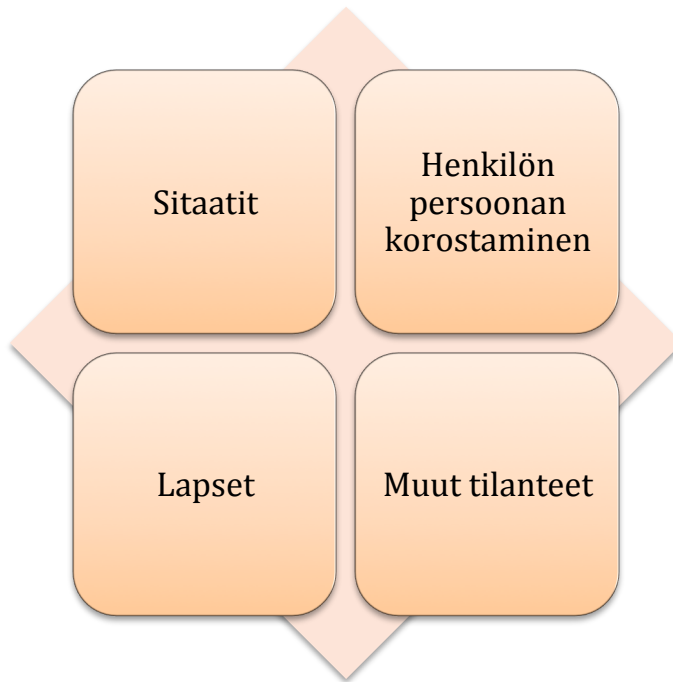 Sitaatit
Henkilön
persoonan
korostaminen
Lapset
Muut tilanteet